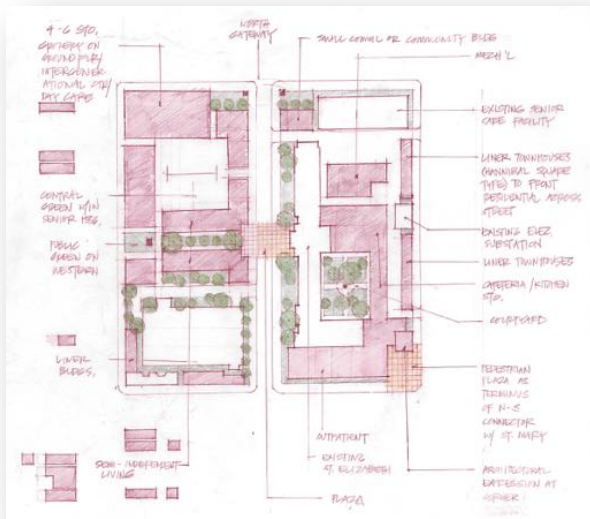 4-6 STO.
GROCERY ON
GROUND FLR/
INTERGENER
ATIONAL CTR/
DAY CARE
CENTRAL
GREEN W/IN
SENIOR HSG.
PUBLIC
GREEN ON
WESTERN
LINER
BLDGS.
SEMI-INDEPENDENT
LIVING
NORTH
GATEWAY
SMALL COMM'L OR COMMUNITY BLDG
MECH'L
EXISTING SENIOR
CARE FACILITY
LINER TOWNHOUSES
(HANNIBAL SQUARE
TYPE) TO FRONT
RESIDENTIAL ACROSS
STREET
EXISTING ELEC.
SUBSTATION
LINER TOWNHOUSES
CAFETERIA/KITCHEN
STO.
COURTYARD
PEDESTRIAN
PLAZA AS
TERMINUS
OF N-S
CONNECTOR
W/ ST. MARY
ARCHITECTURAL
EXPRESSION AT
CORNER
OUTPATIENT
EXISTING
ST. ELIZABETH
PLAZA